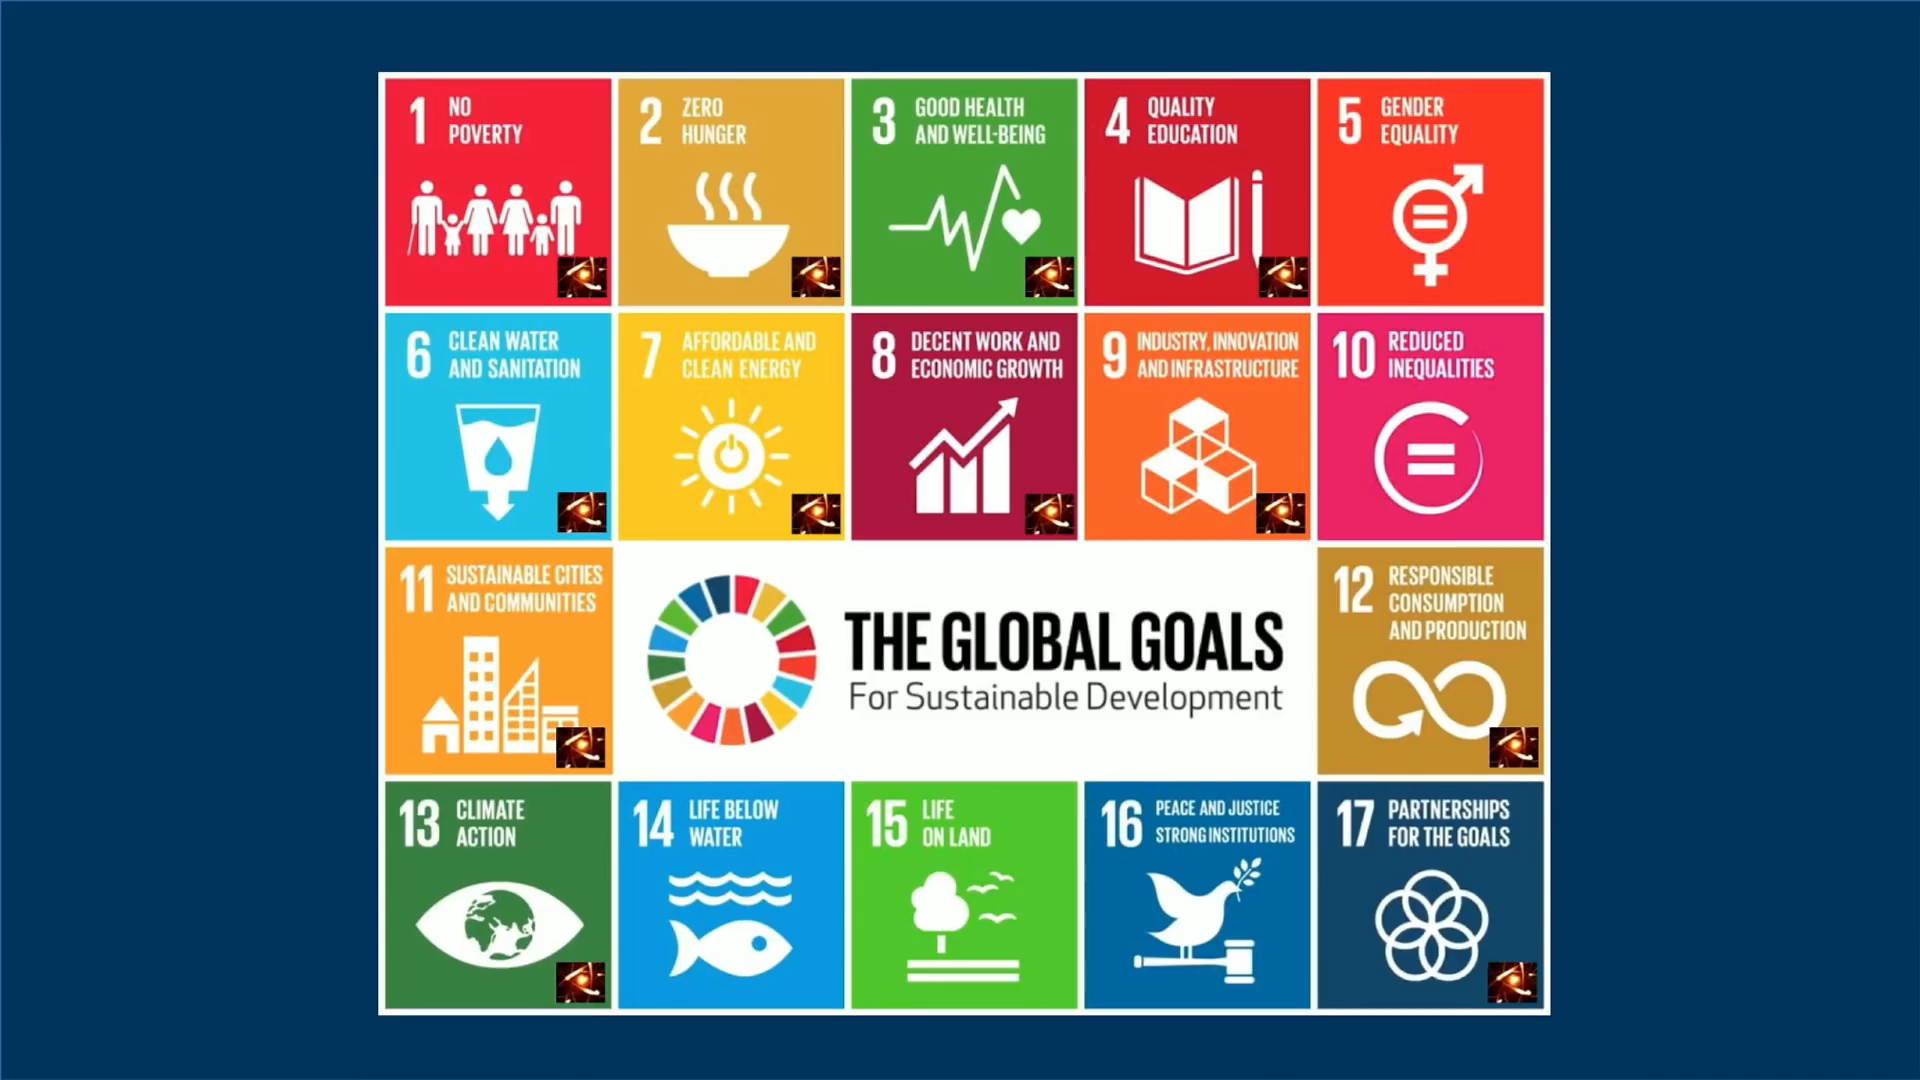 1 NO
POVERTY
2 ZERO
HUNGER
3 GOOD HEALTH
AND WELL-BEING
4 QUALITY
EDUCATION
5 GENDER
EQUALITY
6 CLEAN WATER
AND SANITATION
7 AFFORDABLE AND
CLEAN ENERGY
8 DECENT WORK AND
ECONOMIC GROWTH
9 INDUSTRY, INNOVATION
AND INFRASTRUCTURE
10 REDUCED
INEQUALITIES
11 SUSTAINABLE CITIES
AND COMMUNITIES
THE GLOBAL GOALS
For Sustainable Development
12 RESPONSIBLE
CONSUMPTION
AND PRODUCTION
13 CLIMATE
ACTION
14 LIFE BELOW
WATER
15 LIFE
ON LAND
16 PEACE AND JUSTICE
STRONG INSTITUTIONS
17 PARTNERSHIPS
FOR THE GOALS